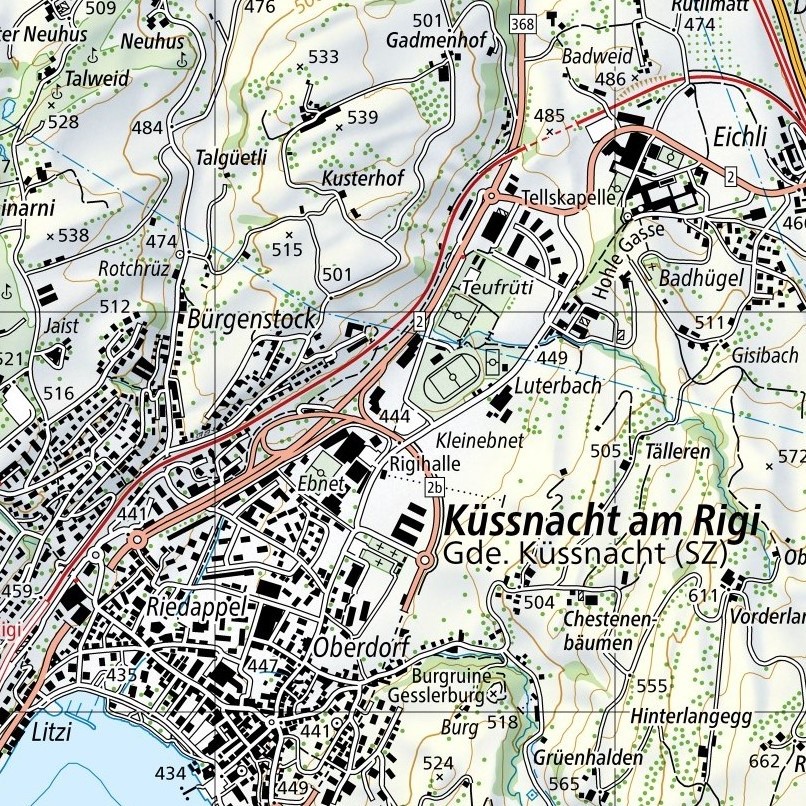 509
476
501
368
Rütlimatt
474
Neuhus
Gadmenhof
Badweid
486
533
Talweid
528
484
539
485
Eichli
Talgüetli
Kusterhof
2
Tellskapelle
538
474
515
Hohle Gasse
Rotchrüz
501
Badhügel
Teufrüti
512
Bürgenstock
2
511
Jaist
449
Gisibach
516
Luterbach
444
Kleinebnet
505
Tälleren
572
Rigihalle
Ebnet
2b
441
Küssnacht am Rigi
Gde. Küssnacht (SZ)
459
504
611
Riedappel
Chestenen-
bäumen
Oberdorf
447
435
Burgruine
Gesslerburg
555
Litzi
441
Burg
518
Hinterlangegg
434
524
Grüenhalden
565
662
449